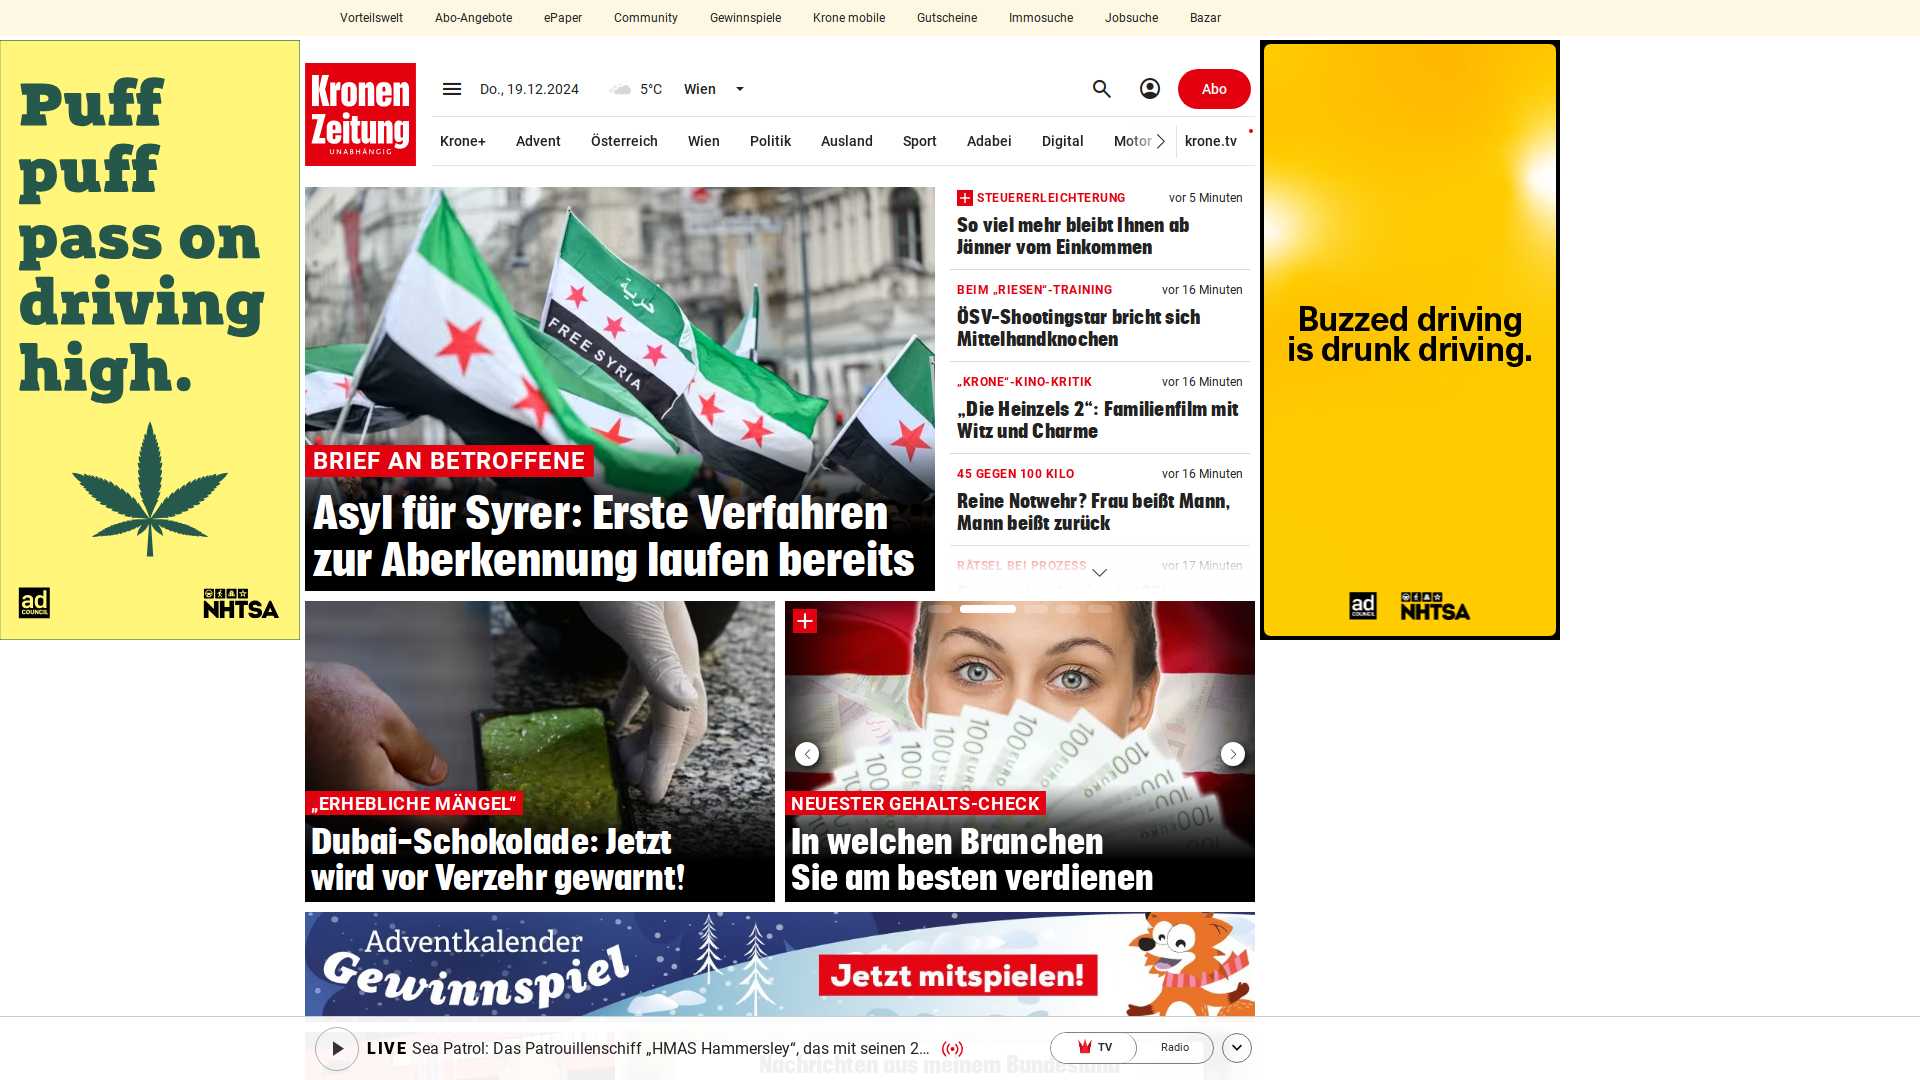 Vorteilswelt Abo-Angebote ePaper Community Gewinnspiele Krone mobile Gutscheine Immosuche Jobsuche Bazar
Puff
puff
pass on
driving
high.
ad
COUNCIL
NHTSA
Kronen
Zeitung
UNABHÄNGIG
Do., 19.12.2024 5°C Wien
Abo
Krone+ Advent Österreich Wien Politik Ausland Sport Adabei Digital Motor krone.tv
حرية
FREE SYRIA
BRIEF AN BETROFFENE
Asyl für Syrer: Erste Verfahren
zur Aberkennung laufen bereits
STEUERERLEICHTERUNG vor 5 Minuten
So viel mehr bleibt Ihnen ab
Jänner vom Einkommen
BEIM „RIESEN“-TRAINING vor 16 Minuten
ÖSV-Shootingstar bricht sich
Mittelhandknochen
„KRONE“-KINO-KRITIK vor 16 Minuten
„Die Heinzels 2“: Familienfilm mit
Witz und Charme
45 GEGEN 100 KILO vor 16 Minuten
Reine Notwehr? Frau beißt Mann,
Mann beißt zurück
RÄTSEL BEI PROZESS vor 17 Minuten
Buzzed driving
is drunk driving.
ad
COUNCIL
NHTSA
„ERHEBLICHE MÄNGEL“
Dubai-Schokolade: Jetzt
wird vor Verzehr gewarnt!
100 EURO
NEUESTER GEHALTS-CHECK
In welchen Branchen
Sie am besten verdienen
Adventkalender
Gewinnspiel
Jetzt mitspielen!
LIVE Sea Patrol: Das Patrouillenschiff „HMAS Hammersley“, das mit seinen 2...
TV Radio
Nachrichten aus meinem Bundesland